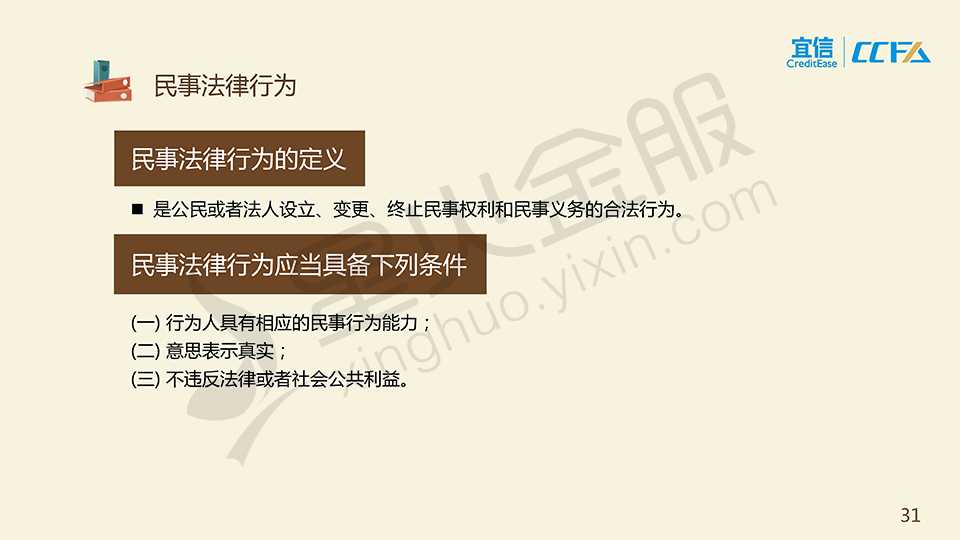 宜信
CreditEase
CCFA
民事法律行为
民事法律行为的定义
■ 是公民或者法人设立、变更、终止民事权利和民事义务的合法行为。
民事法律行为应当具备下列条件
(一) 行为人具有相应的民事行为能力；
(二) 意思表示真实；
(三) 不违反法律或者社会公共利益。
星火金服
xinghuo.yixin.com
31